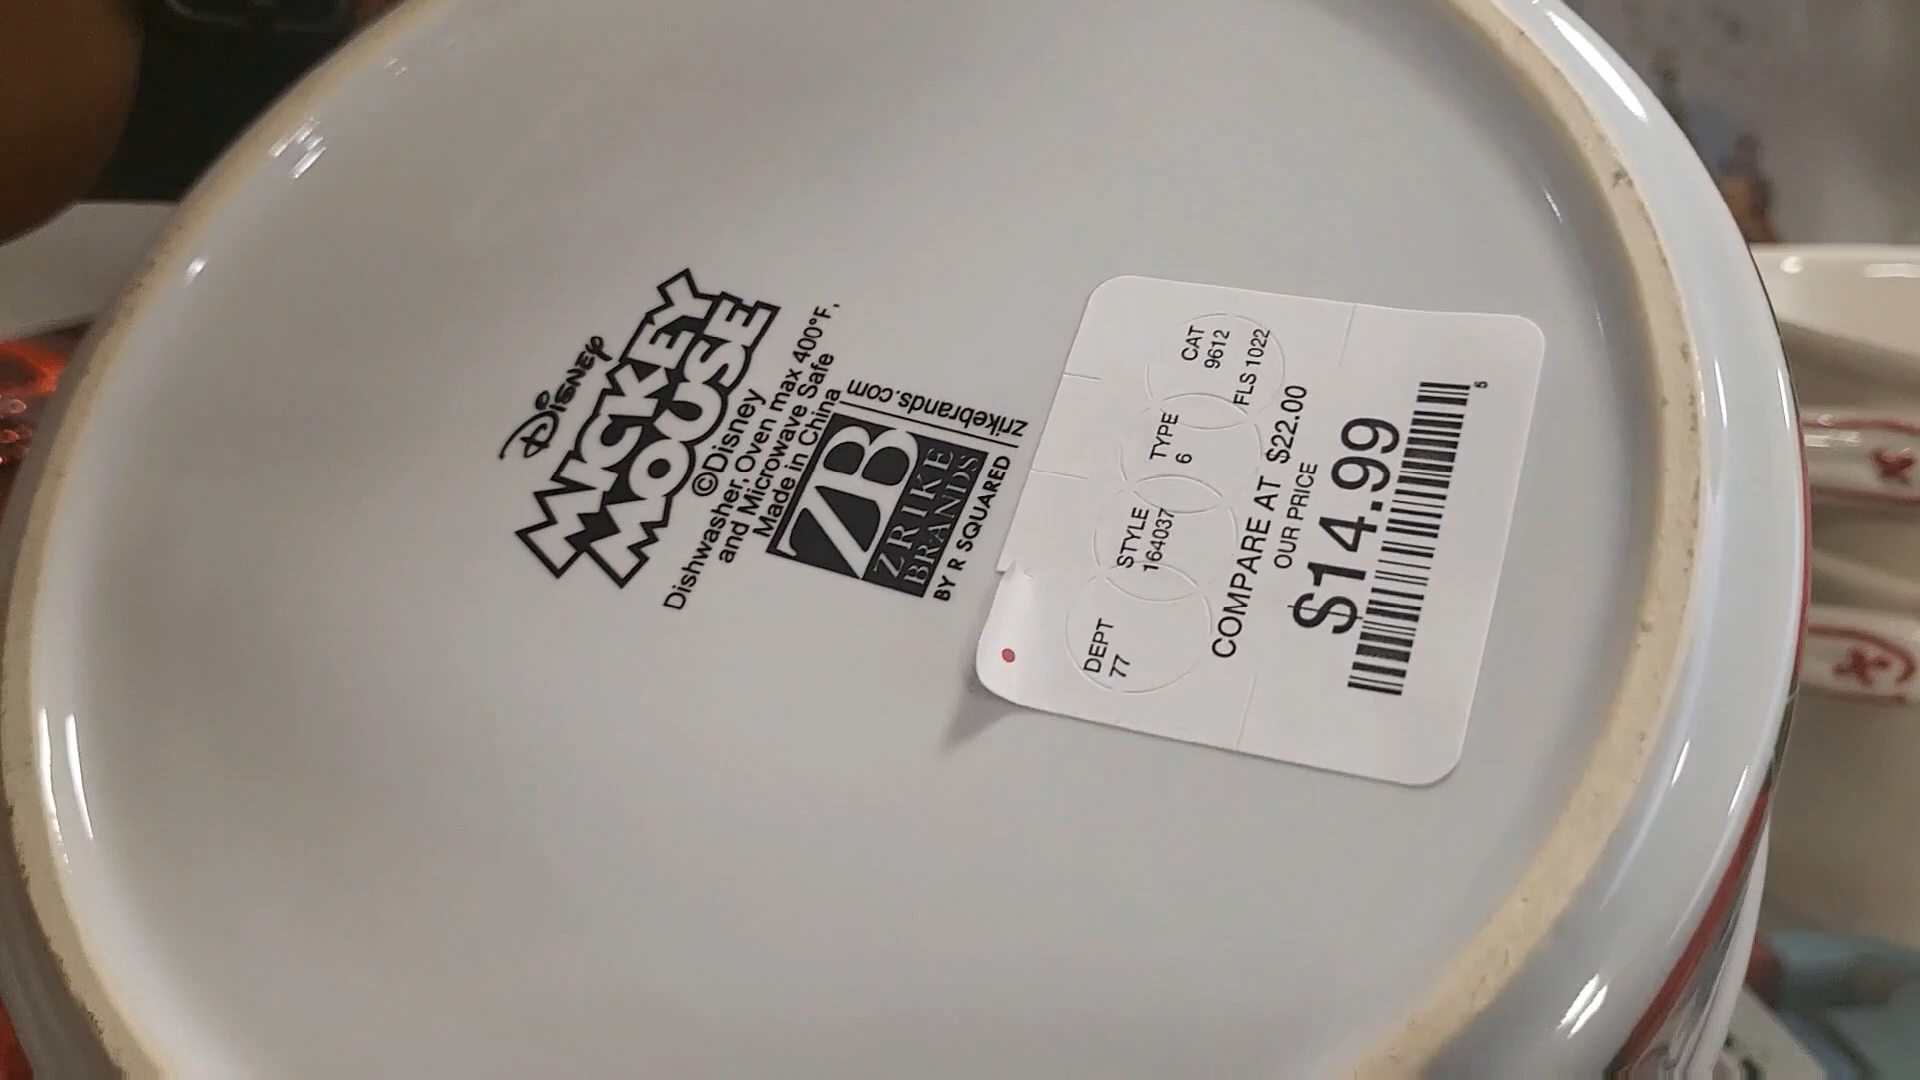 Disney
MICKEY
MOUSE
©Disney
Dishwasher, Oven max 400°F,
and Microwave Safe
Made in China
ZB
ZRIKE
BRANDS
BY R SQUARED
zrikebrands.com
DEPT
77
STYLE
164037
TYPE
6
CAT
9612
FLS 1022
COMPARE AT $22.00
OUR PRICE
$14.99
5